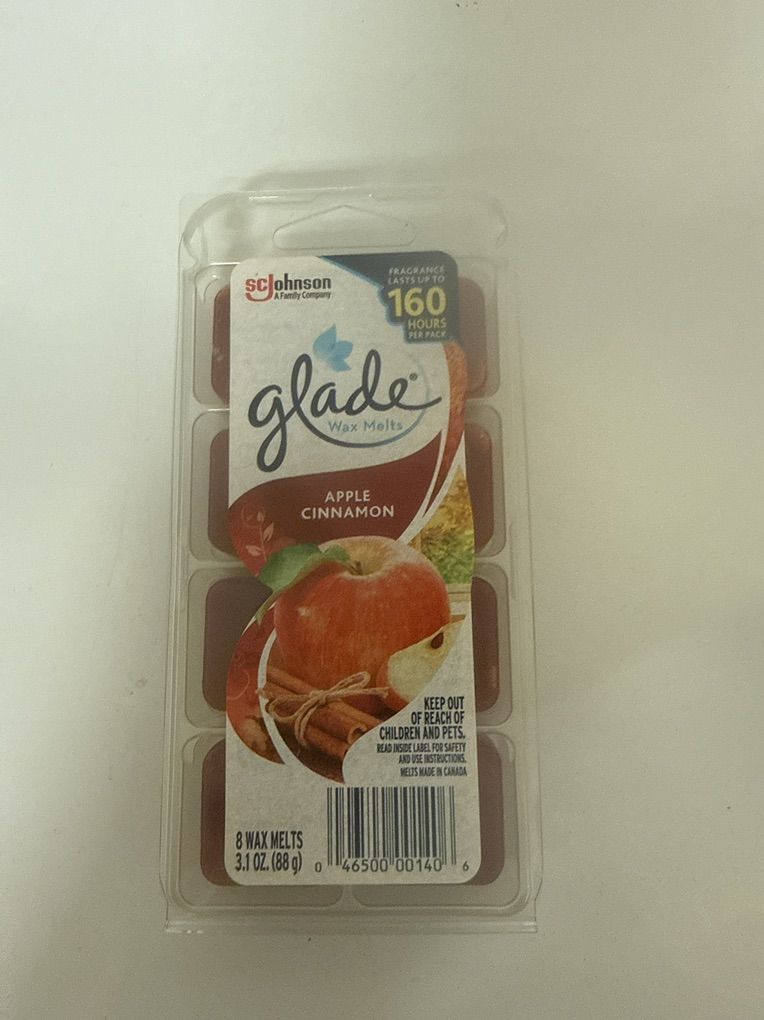 scJohnson
A Family Company
FRAGRANCE
LASTS UP TO
160
HOURS
PER PACK
glade®
Wax Melts
APPLE
CINNAMON
KEEP OUT
OF REACH OF
CHILDREN AND PETS.
READ INSIDE LABEL FOR SAFETY
AND USE INSTRUCTIONS.
MELTS MADE IN CANADA
8 WAX MELTS
3.1 OZ. (88 g)
0 46500 00140 6